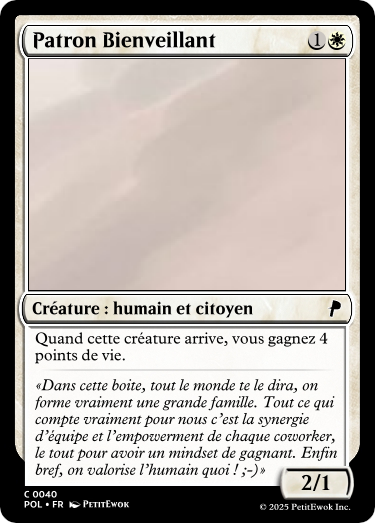 Patron Bienveillant 1
Créature : humain et citoyen
Quand cette créature arrive, vous gagnez 4
points de vie.
«Dans cette boite, tout le monde te le dira, on
forme vraiment une grande famille. Tout ce qui
compte vraiment pour nous c'est la synergie
d'équipe et l'empowerment de chaque coworker,
le tout pour avoir un mindset de gagnant. Enfin
bref, on valorise l'humain quoi ! ;-)»
2/1
C 0040
POL • FR PetitEwok
© 2025 PetitEwok Inc.